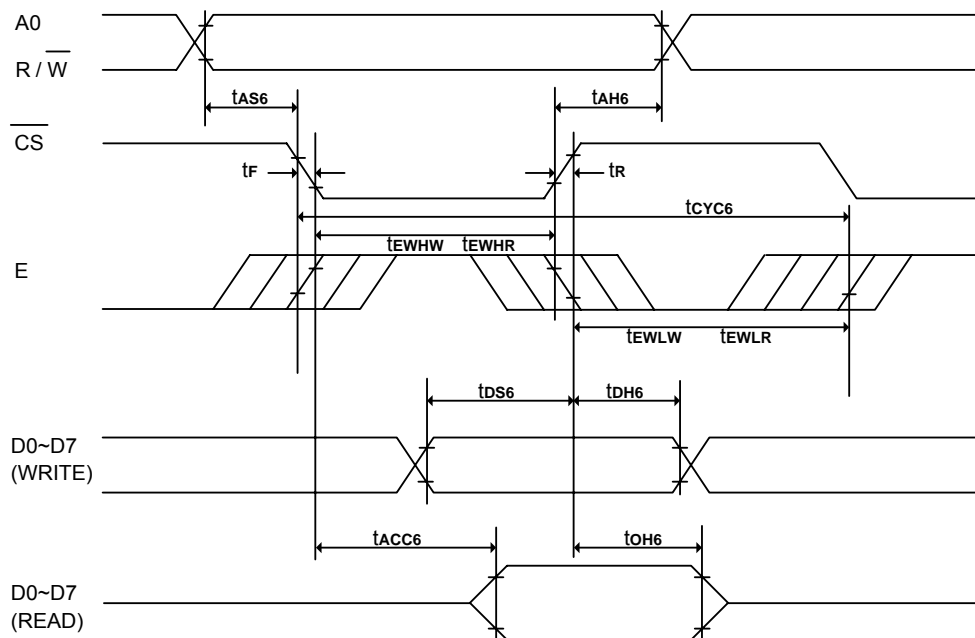 A0
R / W
tAS6 tAH6
CS
tF tR
tCYC6
tEWHW tEWHR
E
tEWLW tEWLR
tDS6 tDH6
D0~D7
(WRITE)
tACC6 tOH6
D0~D7
(READ)